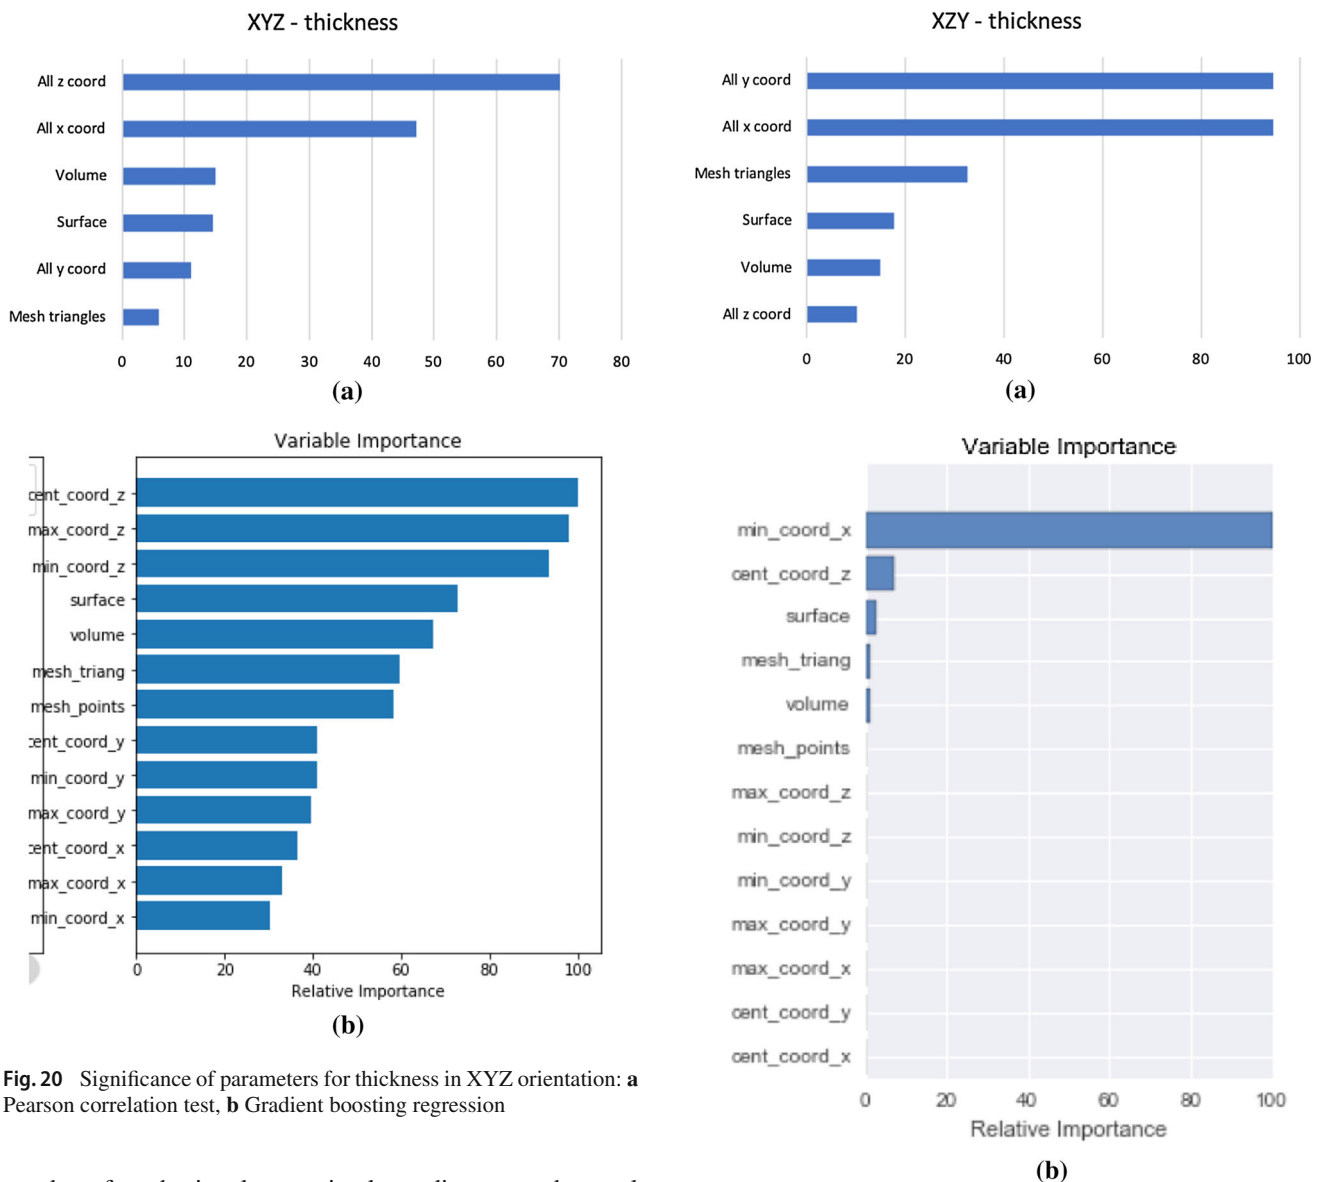 XYZ - thickness
All z coord
All x coord
Volume
Surface
All y coord
Mesh triangles
0 10 20 30 40 50 60 70 80
(a)
Variable Importance
cent_coord_z
max_coord_z
min_coord_z
surface
volume
mesh_triang
mesh_points
cent_coord_y
min_coord_y
max_coord_y
cent_coord_x
max_coord_x
min_coord_x
0 20 40 60 80 100
Relative Importance
(b)
Fig. 20 Significance of parameters for thickness in XYZ orientation: a
Pearson correlation test, b Gradient boosting regression
XZY - thickness
All y coord
All x coord
Mesh triangles
Surface
Volume
All z coord
0 20 40 60 80 100
(a)
Variable Importance
min_coord_x
cent_coord_z
surface
mesh_triang
volume
mesh_points
max_coord_z
min_coord_z
min_coord_y
max_coord_y
max_coord_x
cent_coord_y
cent_coord_x
0 20 40 60 80 100
Relative Importance
(b)